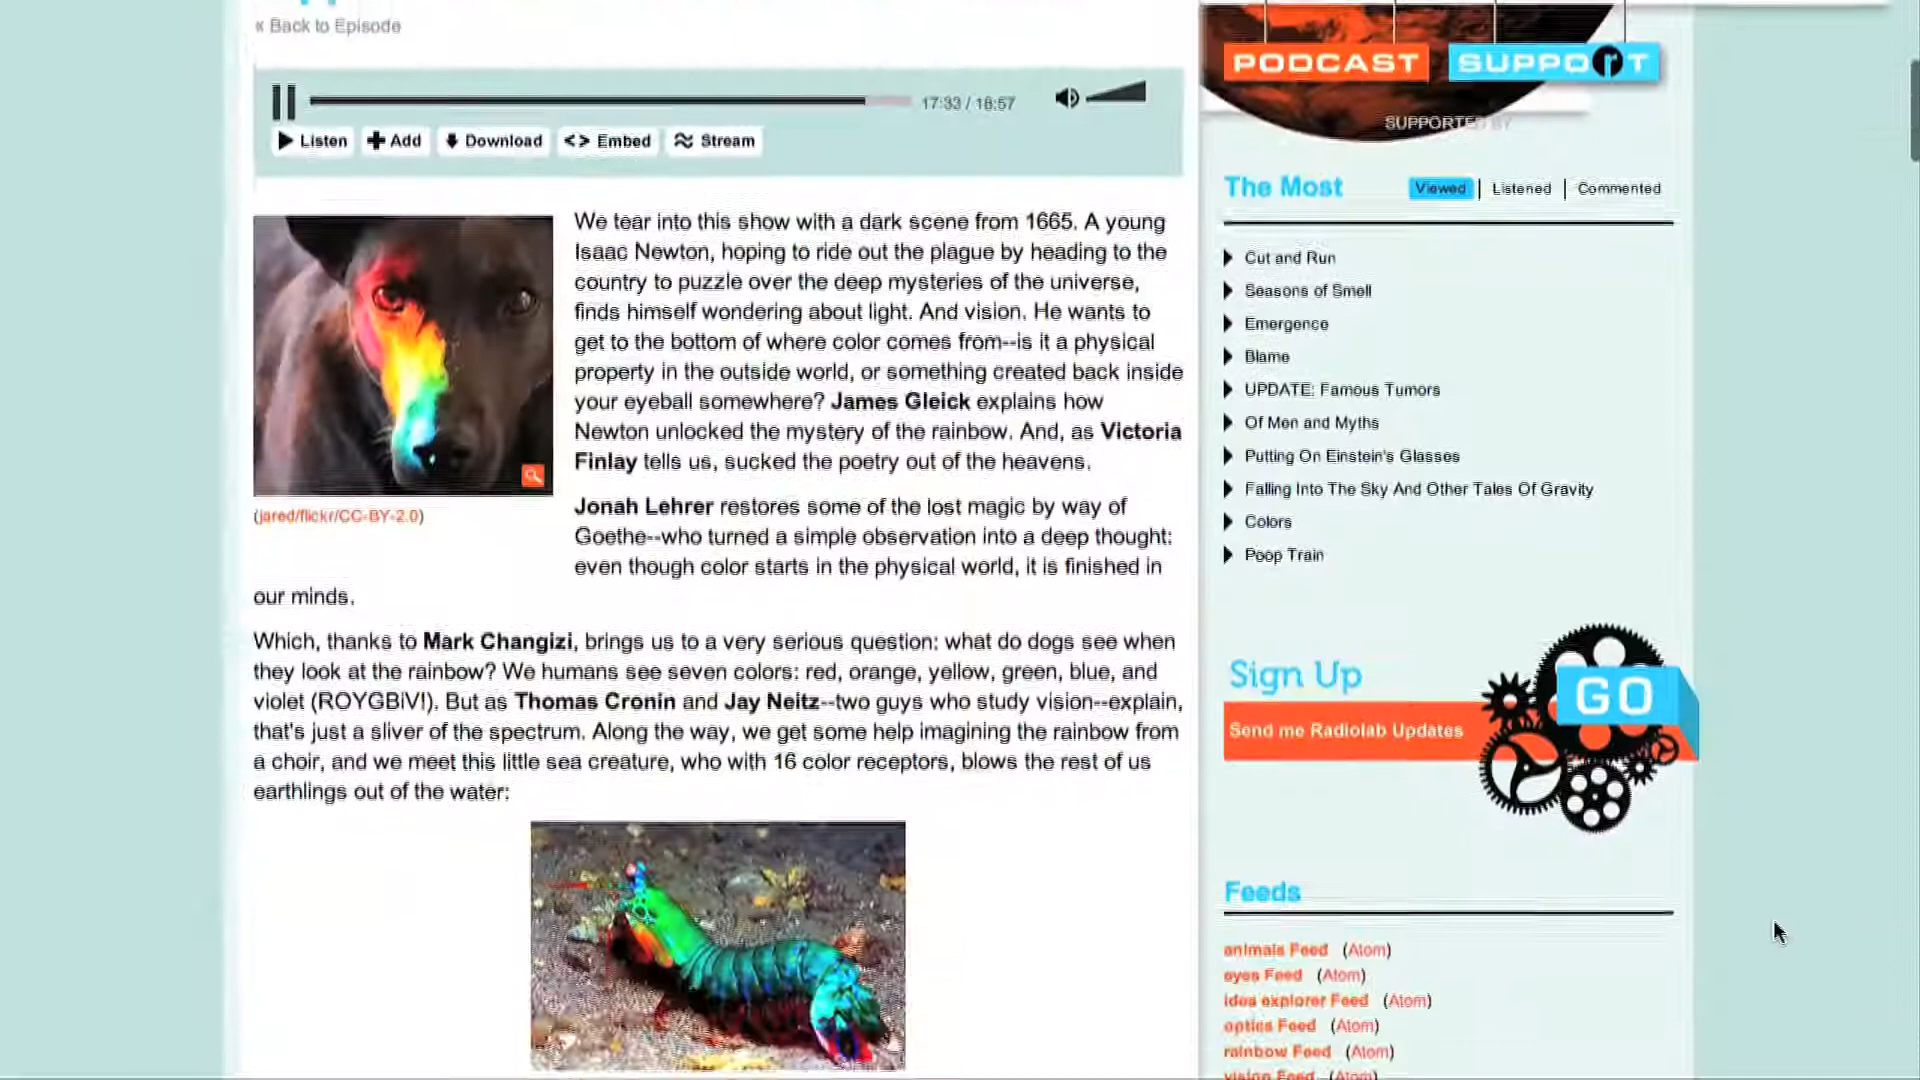 « Back to Episode
17:33 / 18:57
Listen
Add
Download
Embed
Stream
We tear into this show with a dark scene from 1665. A young
Isaac Newton, hoping to ride out the plague by heading to the
country to puzzle over the deep mysteries of the universe,
finds himself wondering about light. And vision. He wants to
get to the bottom of where color comes from--is it a physical
property in the outside world, or something created back inside
your eyeball somewhere? James Gleick explains how
Newton unlocked the mystery of the rainbow. And, as Victoria
Finlay tells us, sucked the poetry out of the heavens.
(jared/flickr/CC-BY-2.0)
Jonah Lehrer restores some of the lost magic by way of
Goethe--who turned a simple observation into a deep thought:
even though color starts in the physical world, it is finished in
our minds.
Which, thanks to Mark Changizi, brings us to a very serious question: what do dogs see when
they look at the rainbow? We humans see seven colors: red, orange, yellow, green, blue, and
violet (ROYGBiV!). But as Thomas Cronin and Jay Neitz--two guys who study vision--explain,
that's just a sliver of the spectrum. Along the way, we get some help imagining the rainbow from
a choir, and we meet this little sea creature, who with 16 color receptors, blows the rest of us
earthlings out of the water:
PODCAST
SUPPORT
SUPPORTED BY
The Most
Viewed
Listened
Commented
Cut and Run
Seasons of Smell
Emergence
Blame
UPDATE: Famous Tumors
Of Men and Myths
Putting On Einstein's Glasses
Falling Into The Sky And Other Tales Of Gravity
Colors
Poop Train
Sign Up
GO
Send me Radiolab Updates
Feeds
animals Feed (Atom)
eyes Feed (Atom)
idea explorer Feed (Atom)
optics Feed (Atom)
rainbow Feed (Atom)
vision Feed (Atom)